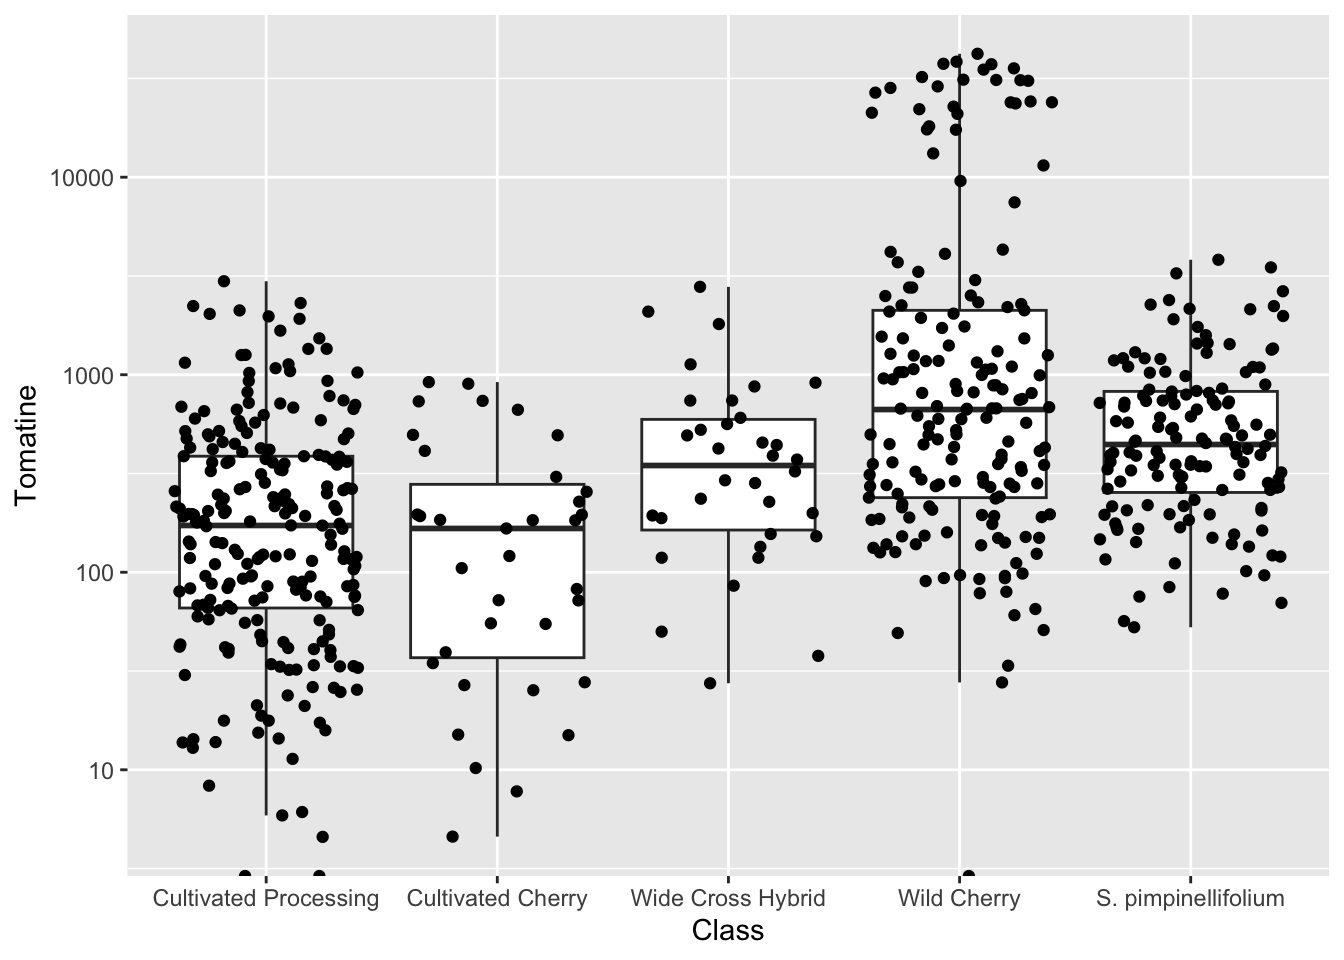 Tomatine
10000
1000
100
10
Cultivated Processing
Cultivated Cherry
Wide Cross Hybrid
Wild Cherry
S. pimpinellifolium
Class